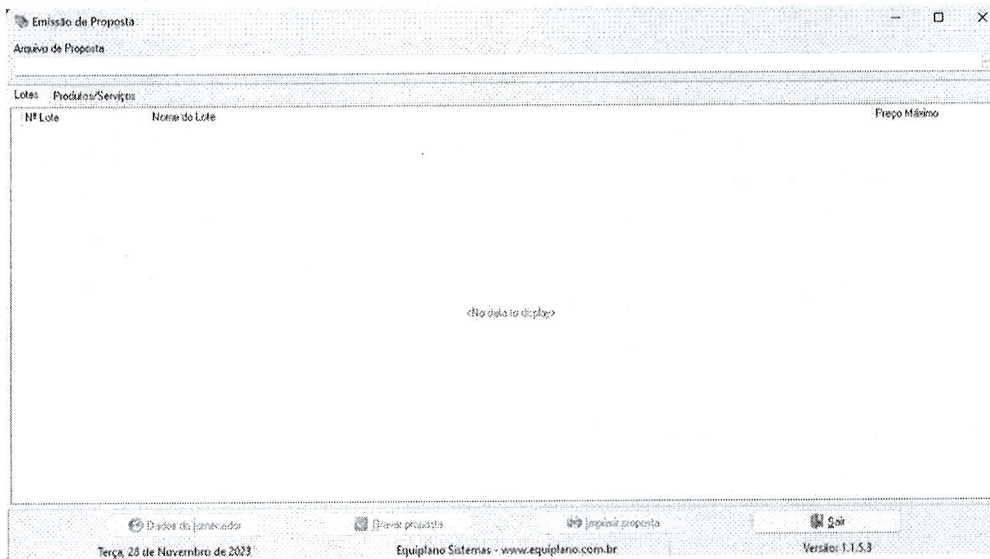 Emissão de Proposta
Arquivo de Proposta
Lotes Produtos/Serviços
Nº Lote Nome do Lote Preço Máximo
<No data to display>
Dados do fornecedor Gravar proposta Imprimir proposta Sair
Terça, 28 de Novembro de 2023 Equiplano Sistemas - www.equiplano.com.br Versão: 1.1.5.3